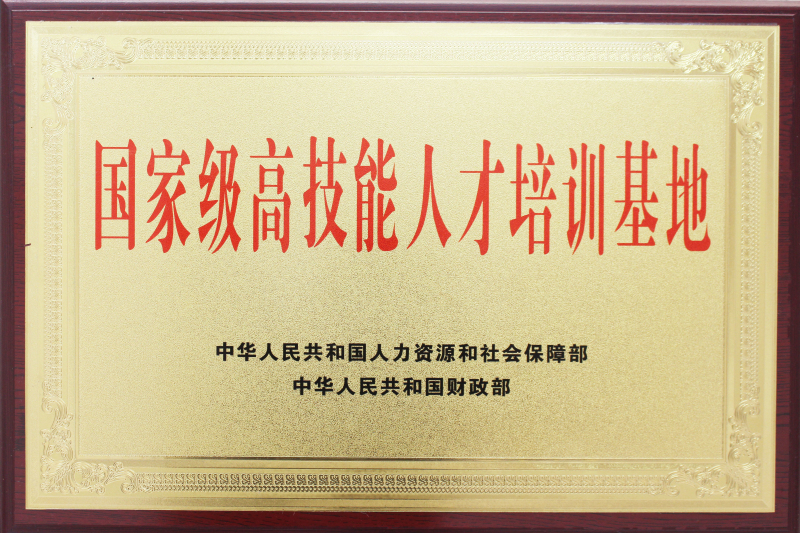 国家级高技能人才培训基地
中华人民共和国人力资源和社会保障部
中华人民共和国财政部